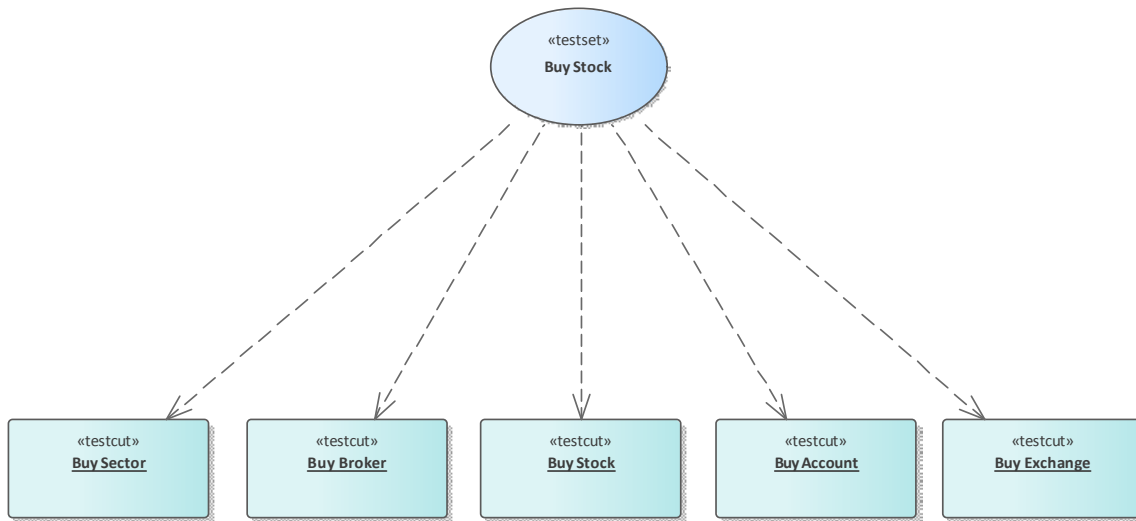 «testset»
Buy Stock
«testcut»
Buy Sector
«testcut»
Buy Broker
«testcut»
Buy Stock
«testcut»
Buy Account
«testcut»
Buy Exchange